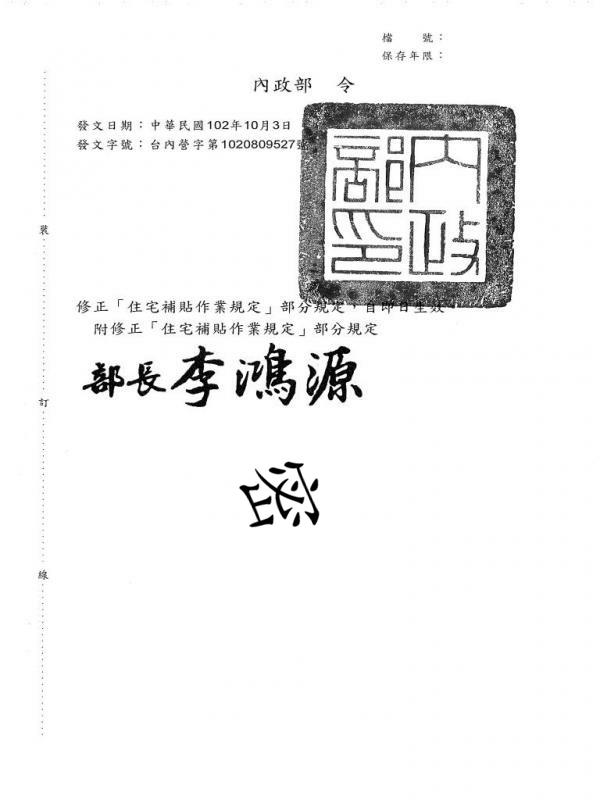 檔　　號：
保存年限：
內政部　令
發文日期：中華民國102年10月3日
發文字號：台內營字第1020809527號
內政部印
修正「住宅補貼作業規定」部分規定，自即日生效。
附修正「住宅補貼作業規定」部分規定
部長李鴻源
裝
訂
線